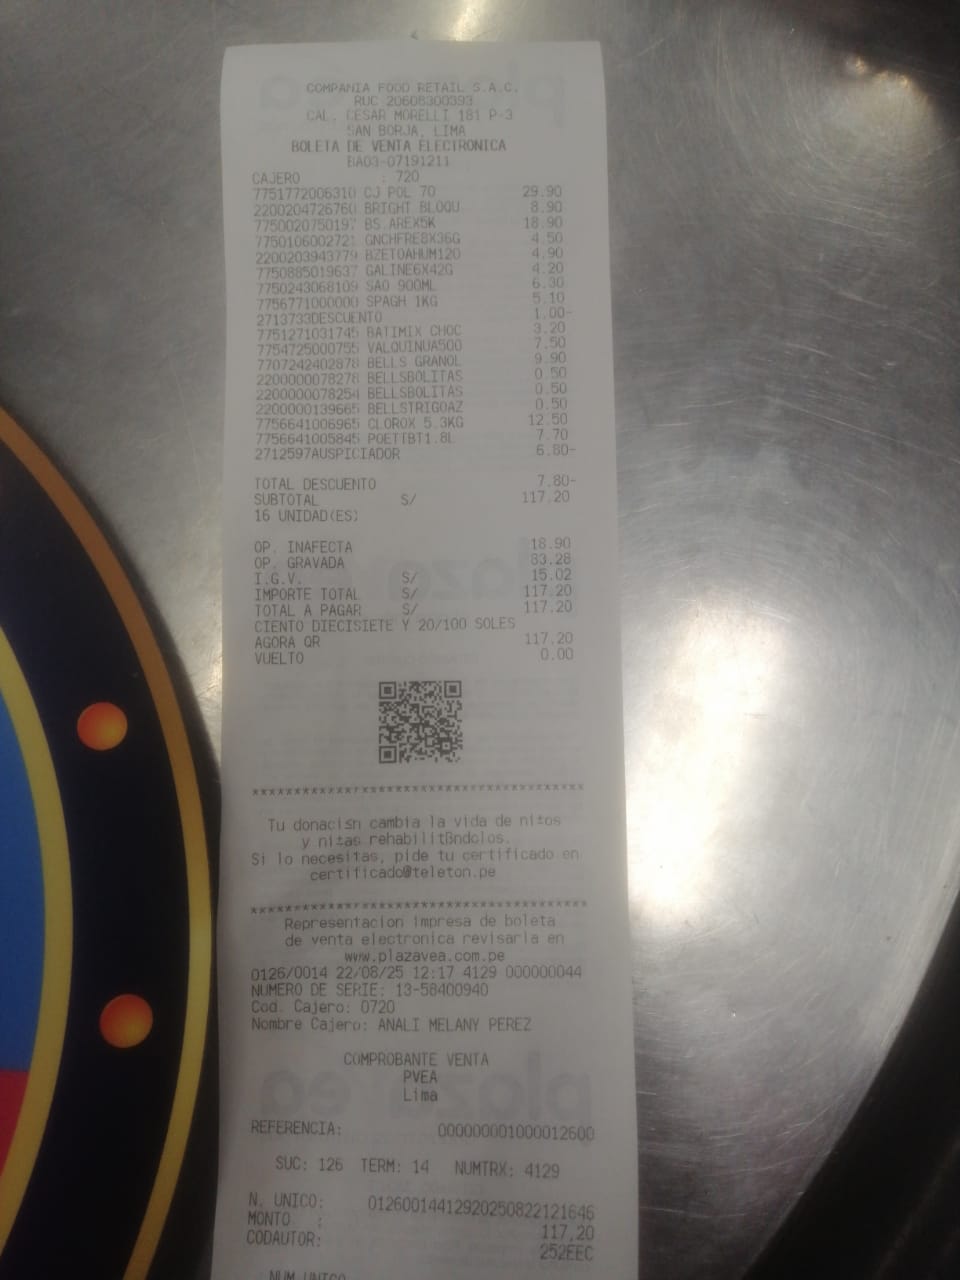 COMPANIA FOOD RETAIL S.A.C.
RUC 20608300393
CAL. CESAR MORELLI 181 P-3
SAN BORJA, LIMA
BOLETA DE VENTA ELECTRONICA
BA03-07191211
CAJERO : 720
7751772006310 CJ POL 70 29.90
2200204726760 BRIGHT BLOQU 8.90
7750020750197 BS.AREX5K 18.90
7750106002721 GNCHFRE8X36G 4.50
2200203943779 BZETOAHUM120 4.90
7750885019637 GALINE6X42G 4.20
7750243068109 SAO 900ML 6.30
7756771000000 SPAGH 1KG 5.10
2713733DESCUENTO 1.00-
7751271031745 BATIMIX CHOC 3.20
7754725000755 VALQUINUA500 7.50
7707242402878 BELLS GRANOL 9.90
2200000078278 BELLSBOLITAS 0.50
2200000078254 BELLSBOLITAS 0.50
2200000139665 BELLSTRIGOAZ 0.50
7756641006965 CLOROX 5.3KG 12.50
7756641005845 POETTBT1.8L 7.70
2712597AUSPICIADOR 6.80-
TOTAL DESCUENTO 7.80-
SUBTOTAL S/ 117.20
16 UNIDAD(ES)
OP. INAFECTA 18.90
OP. GRAVADA 83.28
I.G.V. S/ 15.02
IMPORTE TOTAL S/ 117.20
TOTAL A PAGAR S/ 117.20
CIENTO DIECISIETE Y 20/100 SOLES
AGORA QR 117.20
VUELTO 0.00
***********************************
Tu donación cambia la vida de nitos
y nitas rehabilitßndolos.
Si lo necesitas, pide tu certificado en
certificado@teleton.pe
***********************************
Representacion impresa de boleta
de venta electronica revisarla en
www.plazavea.com.pe
0126/0014 22/08/25 12:17 4129 000000044
NUMERO DE SERIE: 13-58400940
Cod. Cajero: 0720
Nombre Cajero: ANALI MELANY PEREZ
COMPROBANTE VENTA
PVEA
Lima
REFERENCIA: 000000001000012600
SUC: 126 TERM: 14 NUMTRX: 4129
N. UNICO: 01260014412920250822121646
MONTO : 117,20
CODAUTOR: 252EEC
NUM.UNICO